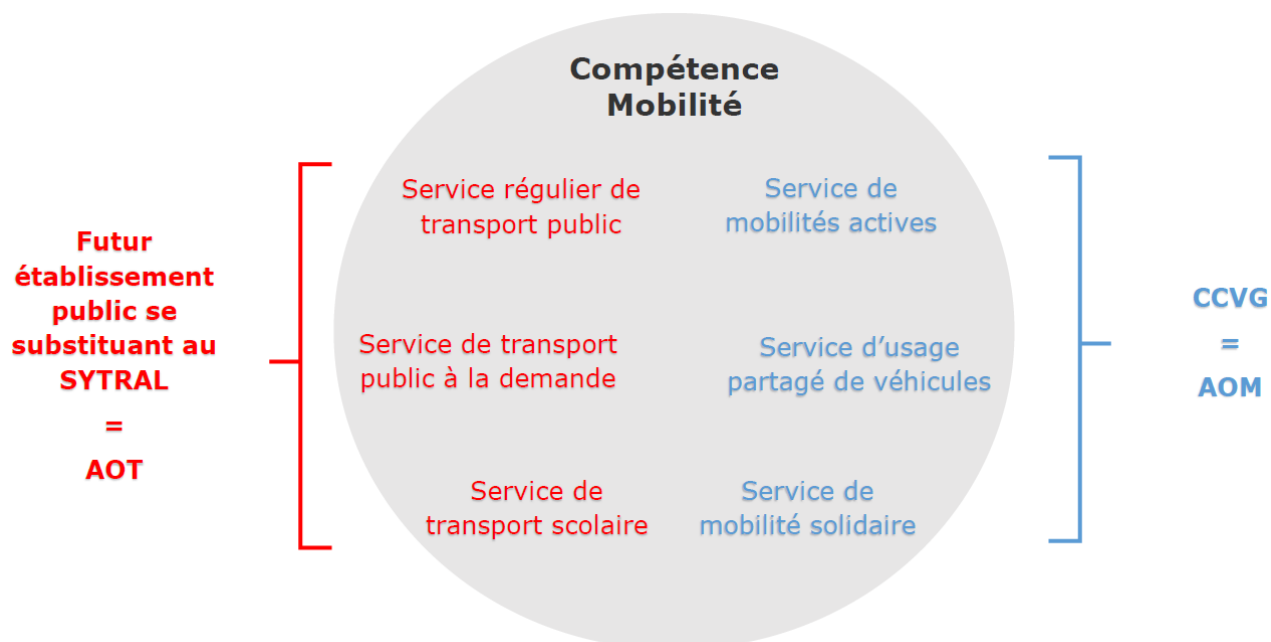 Compétence
Mobilité
Futur
établissement
public se
substituant au
SYTRAL
=
AOT
Service régulier de
transport public
Service de transport
public à la demande
Service de
transport scolaire
Service de
mobilités actives
Service d’usage
partagé de véhicules
Service de
mobilité solidaire
CCVG
=
AOM